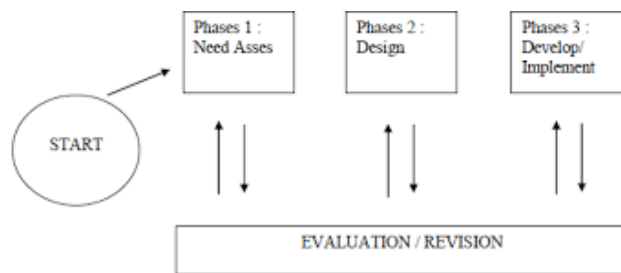 Phases 1 :
Need Asses
Phases 2 :
Design
Phases 3 :
Develop/
Implement
START
EVALUATION / REVISION